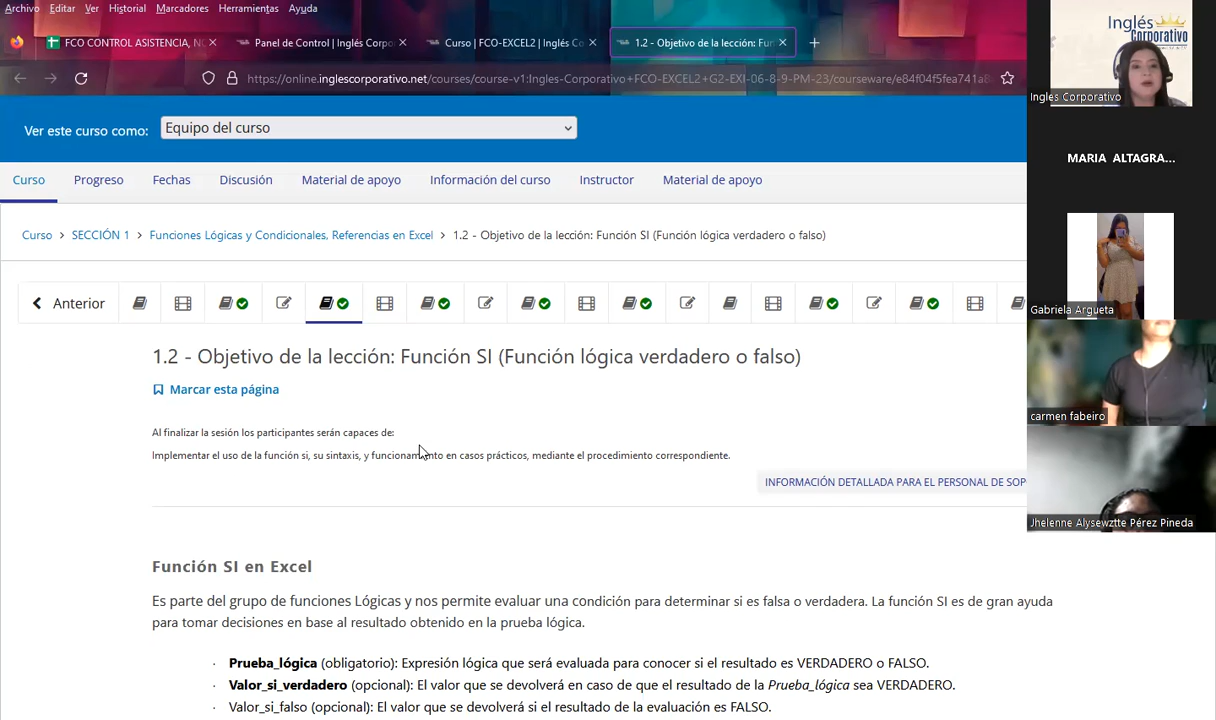 Archivo Editar Ver Historial Marcadores Herramientas Ayuda
FCO CONTROL ASISTENCIA, N
Panel de Control | Inglés Corpo
Curso | FCO-EXCEL2 | Inglés Co
1.2 - Objetivo de la lección: Fun
https://online.inglescorporativo.net/courses/course-v1:Ingles-Corporativo+FCO-EXCEL2+G2-EXI-06-8-9-PM-23/courseware/e84f04f5fea741a8
Ver este curso como:
Equipo del curso
Curso Progreso Fechas Discusión Material de apoyo Información del curso Instructor Material de apoyo
Curso > SECCIÓN 1 > Funciones Lógicas y Condicionales, Referencias en Excel > 1.2 - Objetivo de la lección: Función SI (Función lógica verdadero o falso)
Anterior
1.2 - Objetivo de la lección: Función SI (Función lógica verdadero o falso)
Marcar esta página
Al finalizar la sesión los participantes serán capaces de:
Implementar el uso de la función si, su sintaxis, y funcionamiento en casos prácticos, mediante el procedimiento correspondiente.
INFORMACIÓN DETALLADA PARA EL PERSONAL DE SOP
Función SI en Excel
Es parte del grupo de funciones Lógicas y nos permite evaluar una condición para determinar si es falsa o verdadera. La función SI es de gran ayuda
para tomar decisiones en base al resultado obtenido en la prueba lógica.
· Prueba_lógica (obligatorio): Expresión lógica que será evaluada para conocer si el resultado es VERDADERO o FALSO.
· Valor_si_verdadero (opcional): El valor que se devolverá en caso de que el resultado de la Prueba_lógica sea VERDADERO.
· Valor_si_falso (opcional): El valor que se devolverá si el resultado de la evaluación es FALSO.
Inglés
Corporativo
Ingles Corporativo
MARIA ALTAGRA...
Gabriela Argueta
carmen fabeiro
Jhelenne Alysewztte Pérez Pineda